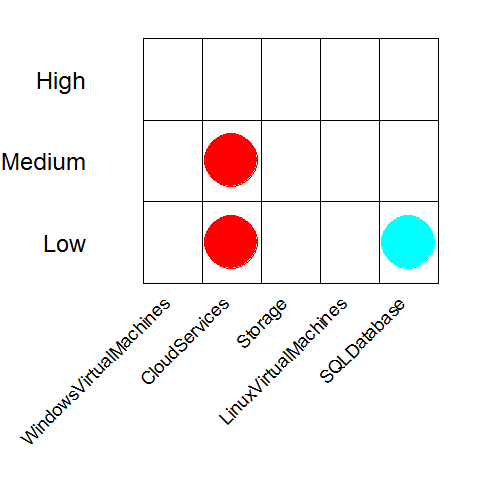 High
Medium
Low
WindowsVirtualMachines
CloudServices
Storage
LinuxVirtualMachines
SQLDatabase